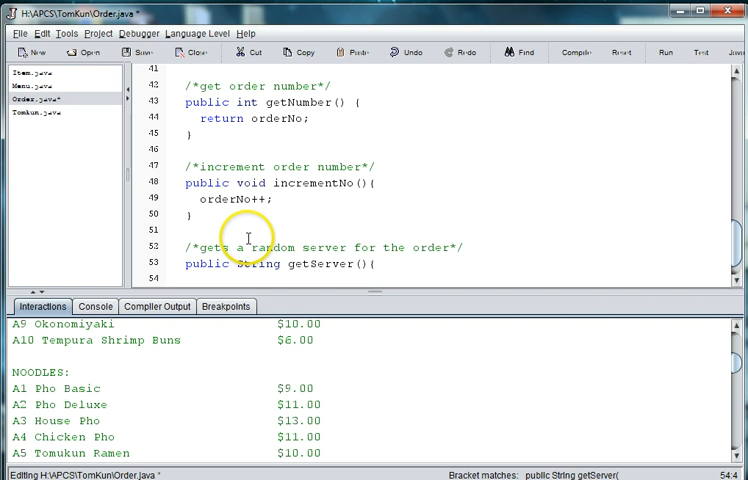 H:\APCS\TomKun\Order.java *
File Edit Tools Project Debugger Language Level Help
New Open Save Close Cut Copy Paste Undo Redo Find Compile Reset Run Test
Item.java
Menu.java
Order.java*
Tomkun.java
41
42 /*get order number*/
43 public int getNumber() {
44 return orderNo;
45 }
46
47 /*increment order number*/
48 public void incrementNo(){
49 orderNo++;
50 }
51
52 /*gets a random server for the order*/
53 public String getServer(){
54
Interactions Console Compiler Output Breakpoints
A9 Okonomiyaki $10.00
A10 Tempura Shrimp Buns $6.00
NOODLES:
A1 Pho Basic $9.00
A2 Pho Deluxe $11.00
A3 House Pho $13.00
A4 Chicken Pho $11.00
A5 Tomukun Ramen $10.00
Editing H:\APCS\TomKun\Order.java * Bracket matches: public String getServer( 54:4